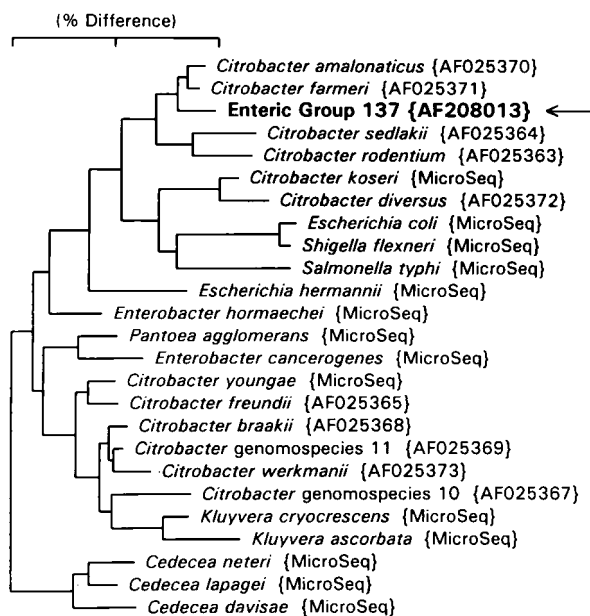 (% Difference)
Citrobacter amalonaticus {AF025370}
Citrobacter farmeri {AF025371}
Enteric Group 137 {AF208013}
Citrobacter sedlakii {AF025364}
Citrobacter rodentium {AF025363}
Citrobacter koseri {MicroSeq}
Citrobacter diversus {AF025372}
Escherichia coli {MicroSeq}
Shigella flexneri {MicroSeq}
Salmonella typhi {MicroSeq}
Escherichia hermannii {MicroSeq}
Enterobacter hormaechei {MicroSeq}
Pantoea agglomerans {MicroSeq}
Enterobacter cancerogenes {MicroSeq}
Citrobacter youngae {MicroSeq}
Citrobacter freundii {AF025365}
Citrobacter braakii {AF025368}
Citrobacter genomospecies 11 {AF025369}
Citrobacter werkmanii {AF025373}
Citrobacter genomospecies 10 {AF025367}
Kluyvera cryocrescens {MicroSeq}
Kluyvera ascorbata {MicroSeq}
Cedecea neteri {MicroSeq}
Cedecea lapagei {MicroSeq}
Cedecea davisae {MicroSeq}